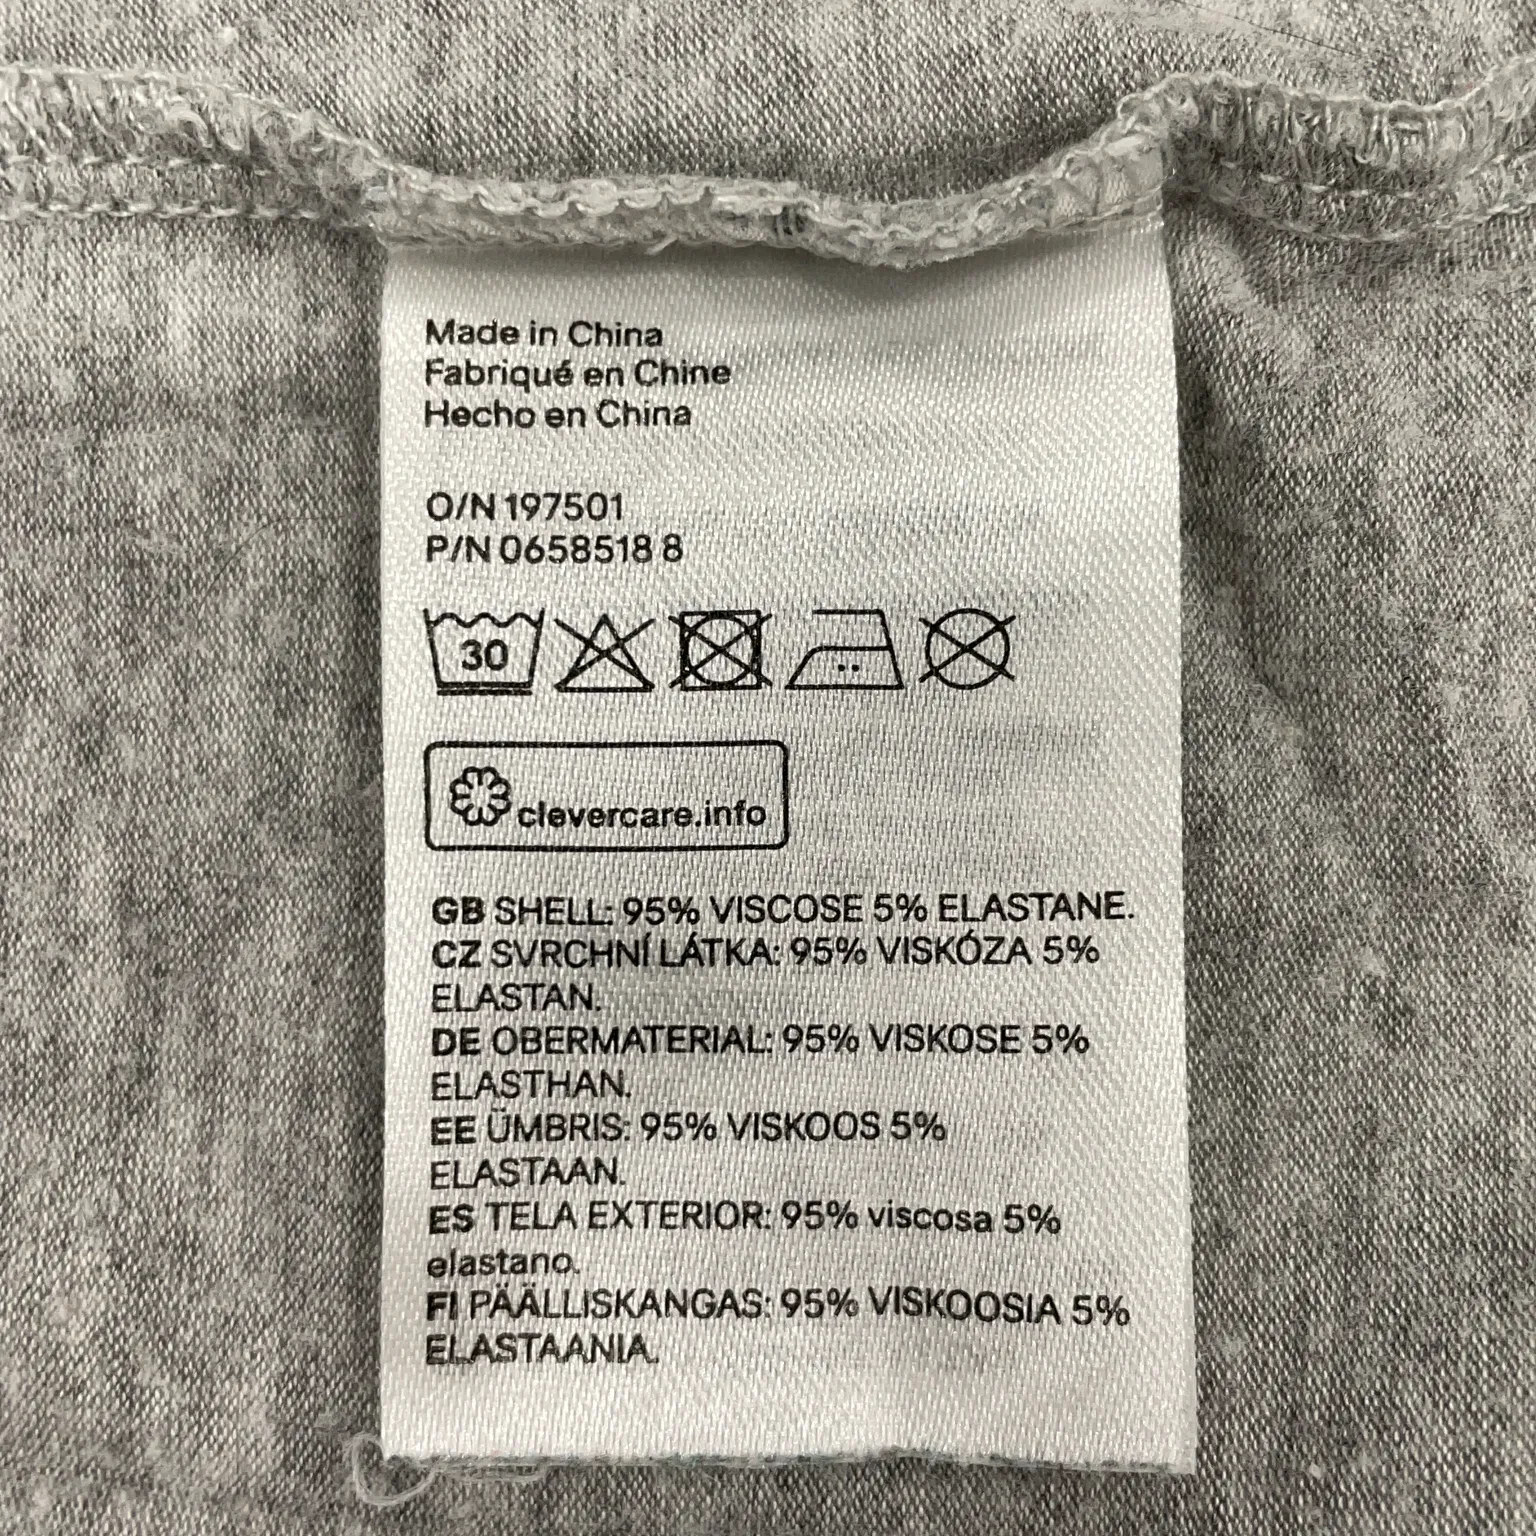 Made in China
Fabriqué en Chine
Hecho en China
O/N 197501
P/N 0658518 8
30
clevercare.info
GB SHELL: 95% VISCOSE 5% ELASTANE.
CZ SVRCHNÍ LÁTKA: 95% VISKÓZA 5%
ELASTAN.
DE OBERMATERIAL: 95% VISKOSE 5%
ELASTHAN.
EE ÜMBRIS: 95% VISKOOS 5%
ELASTAAN.
ES TELA EXTERIOR: 95% viscosa 5%
elastano.
FI PÄÄLLISKANGAS: 95% VISKOOSIA 5%
ELASTAANIA.